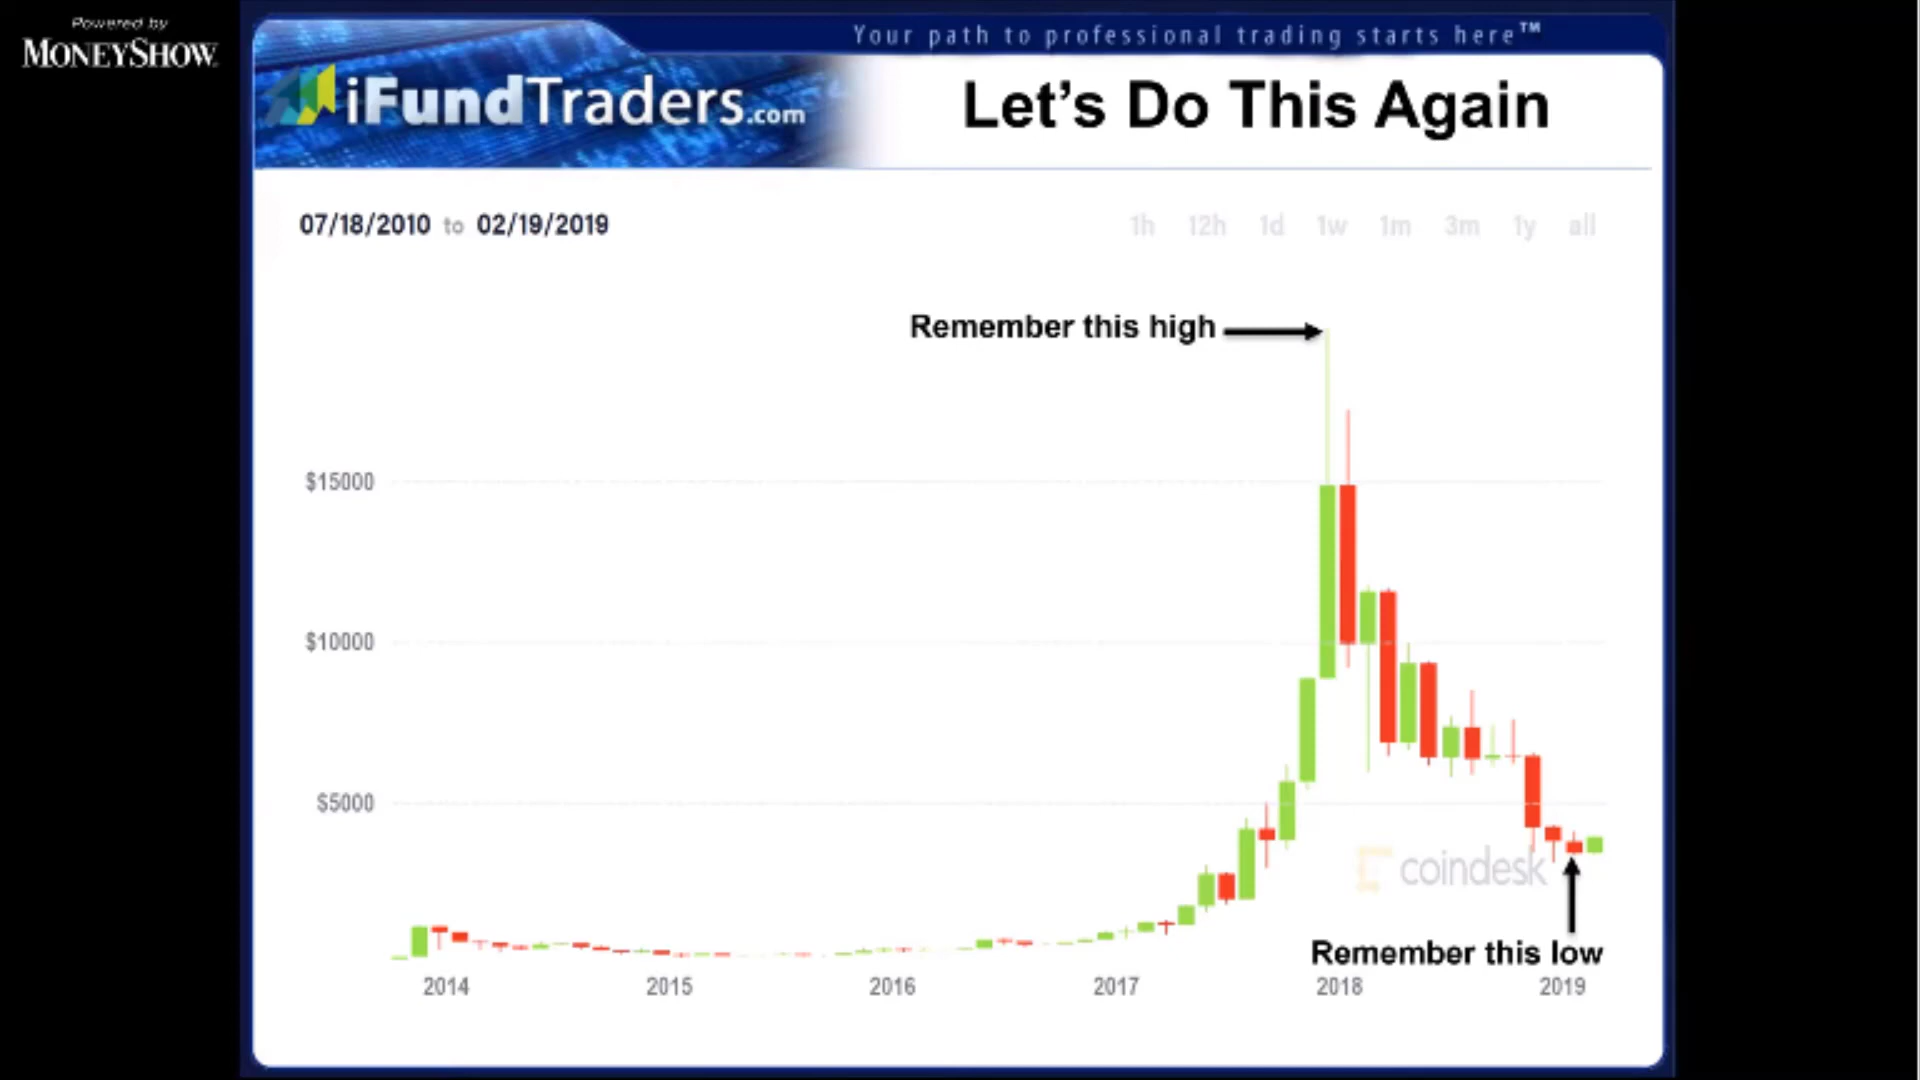 Powered by
MONEYSHOW
Your path to professional trading starts here™
iFundTraders.com
Let's Do This Again
07/18/2010 to 02/19/2019
1h 12h 1d 1w 1m 3m 1y all
Remember this high
$15000
$10000
$5000
coindesk
Remember this low
2014 2015 2016 2017 2018 2019